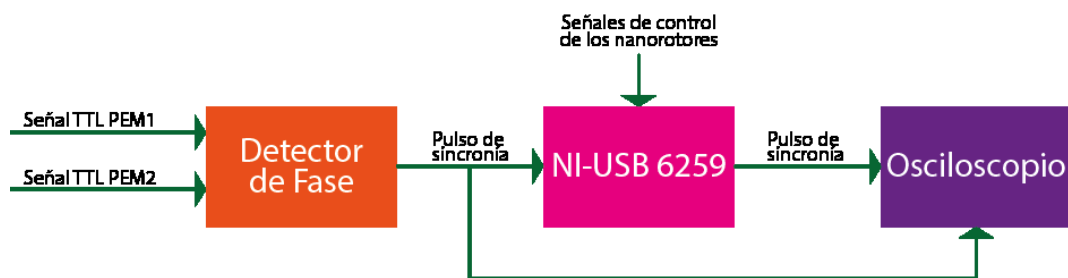 Señales de control
de los nanorotores
Señal TTL PEM1
Señal TTL PEM2
Detector
de Fase
Pulso de
sincronía
NI-USB 6259
Pulso de
sincronía
Osciloscopio